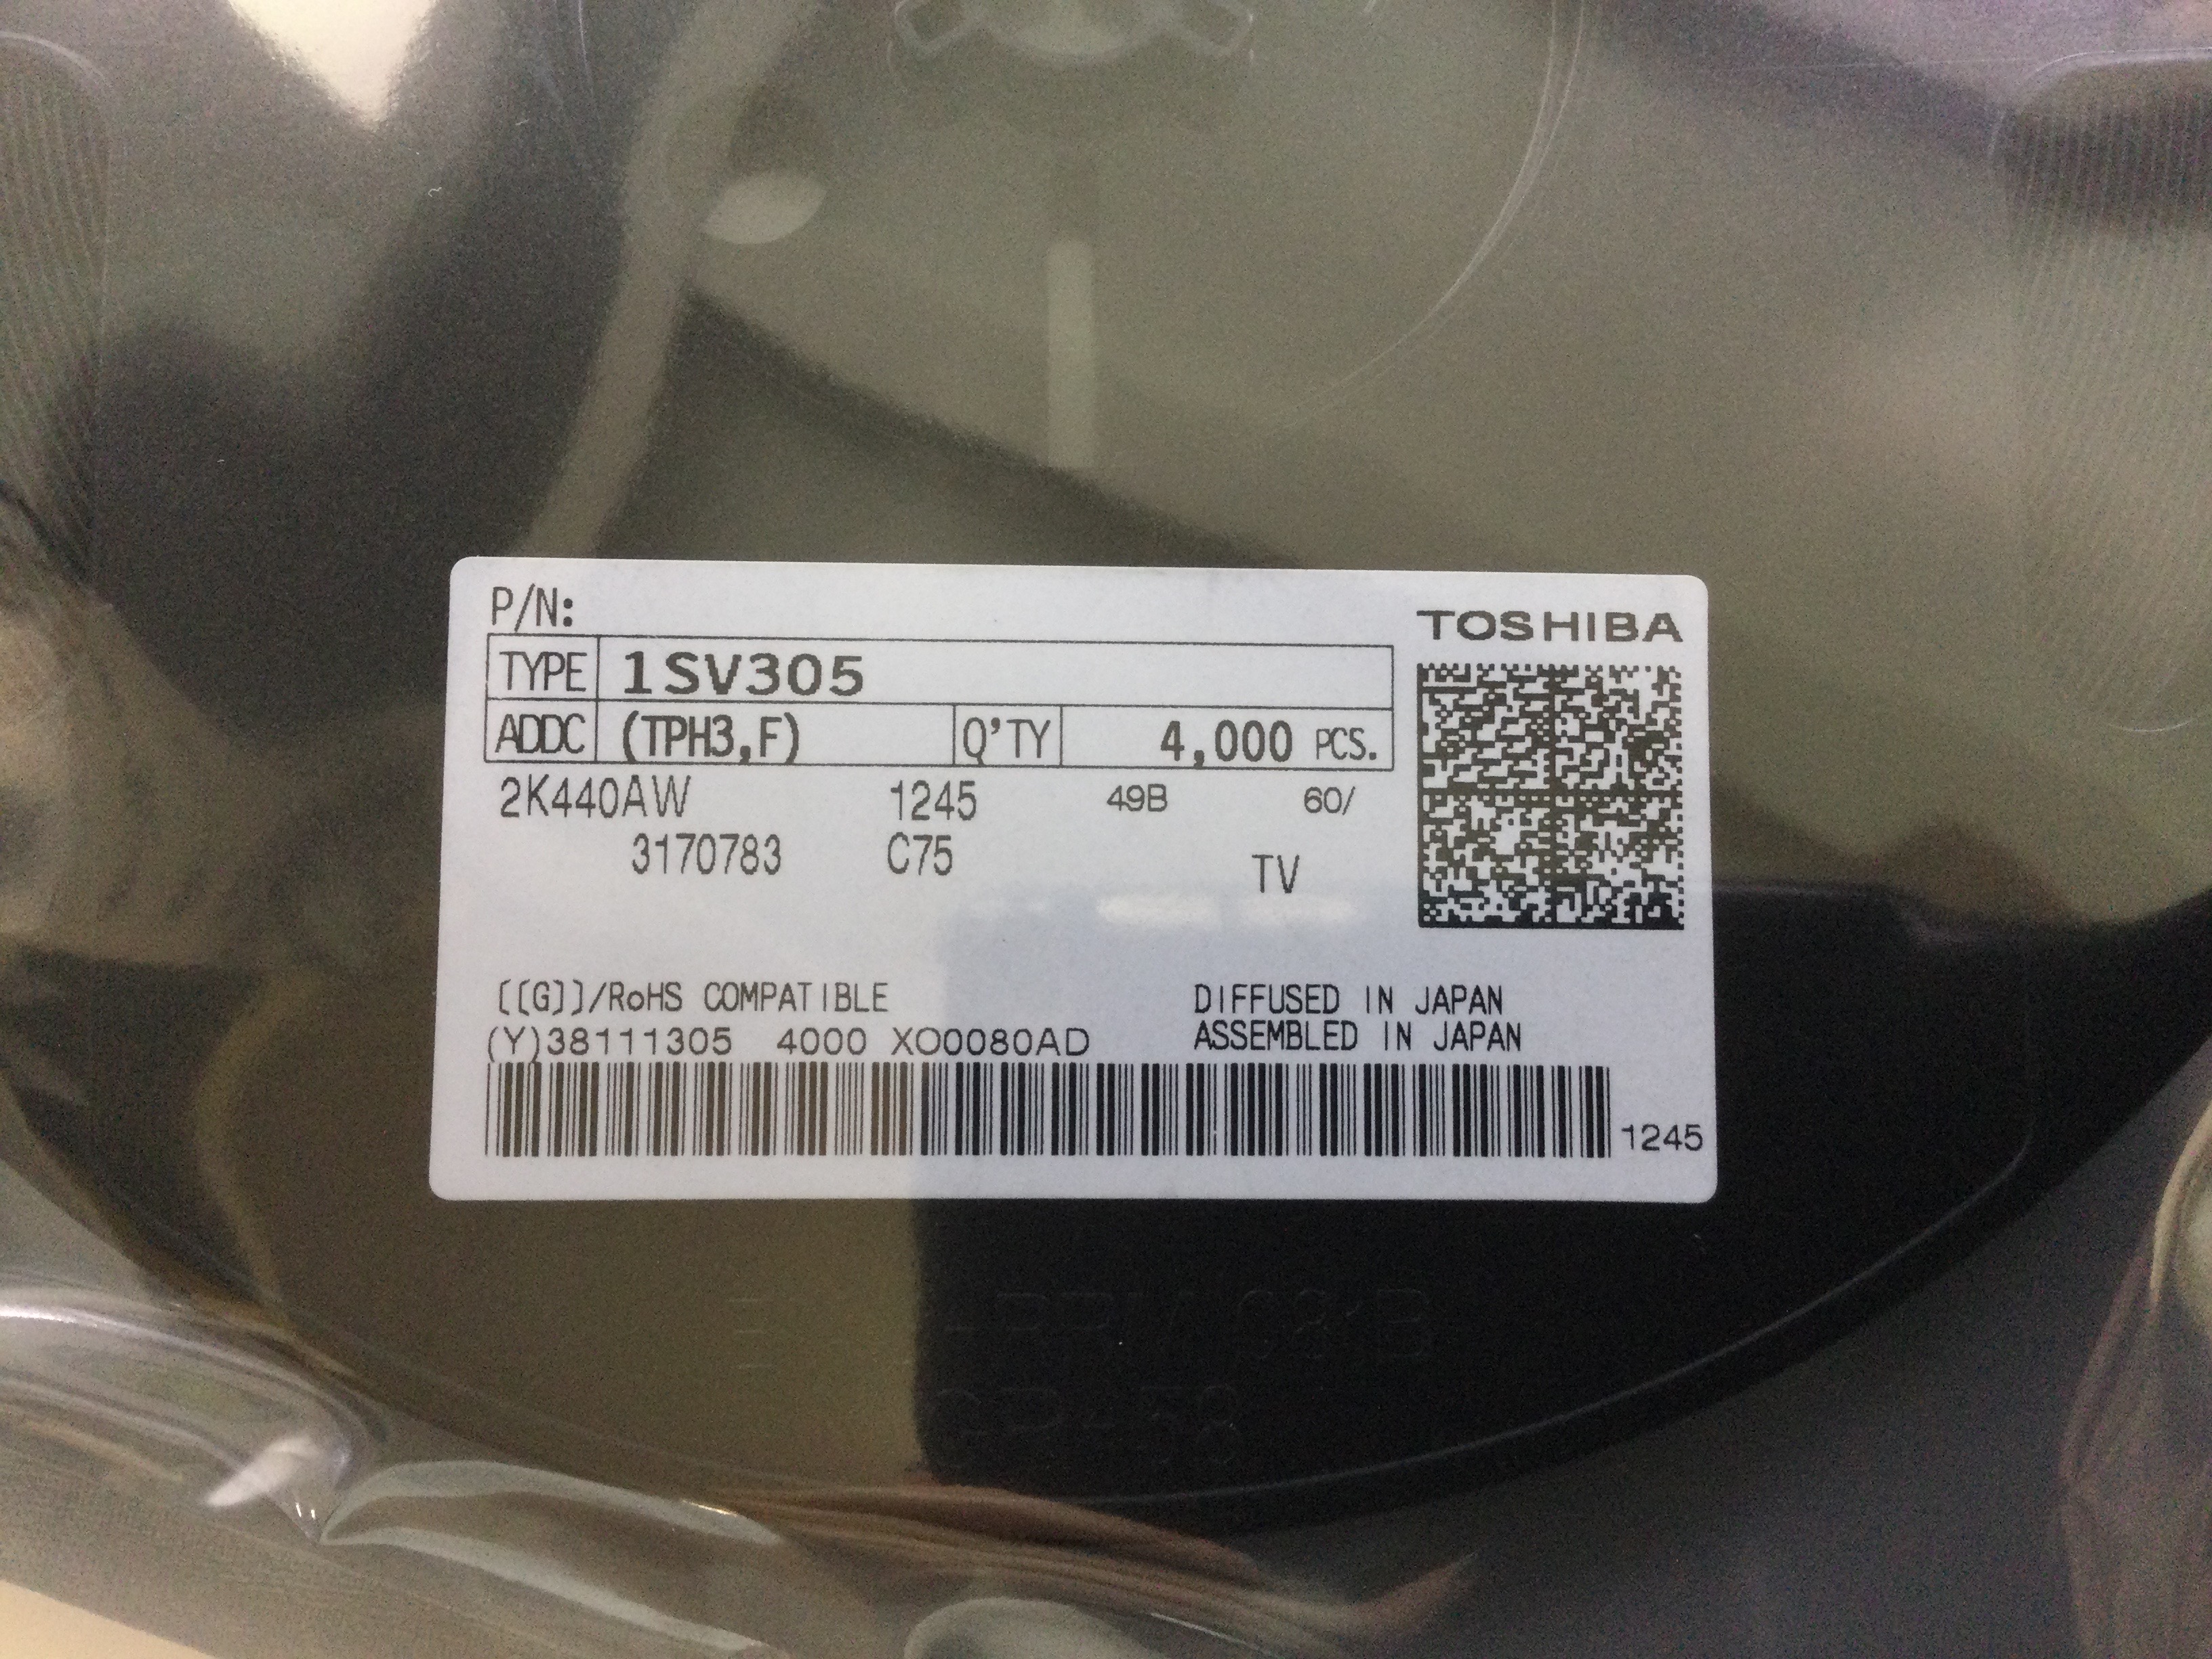 P/N:
TOSHIBA
TYPE 1SV305
ADDC (TPH3,F) Q'TY 4,000 PCS.
2K440AW 1245 49B 60/
3170783 C75 TV
[[G]]/RoHS COMPATIBLE DIFFUSED IN JAPAN
(Y)38111305 4000 XO0080AD ASSEMBLED IN JAPAN
1245